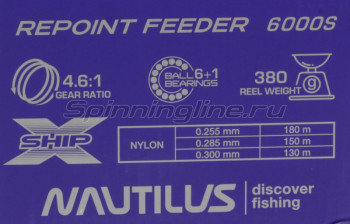 REPOINT FEEDER 6000S
4.6:1
GEAR RATIO
BALL 6+1
BEARINGS
380
REEL WEIGHT
g
X SHIP
NYLON
0.255 mm 180 m
0.285 mm 150 m
0.300 mm 130 m
Spinningline.ru
NAUTILUS discover
fishing